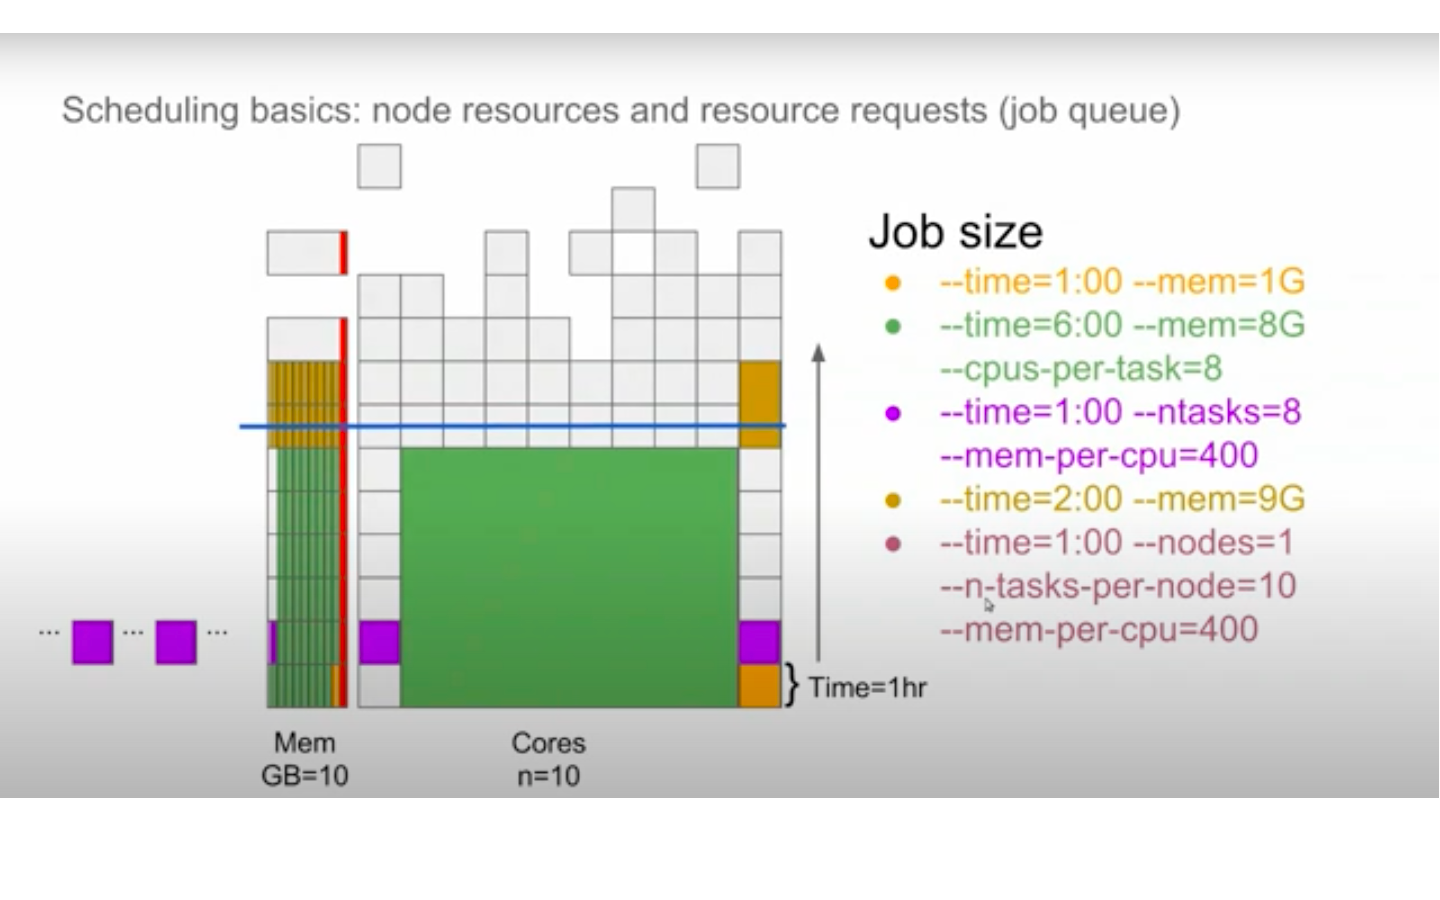 Scheduling basics: node resources and resource requests (job queue)
Job size
--time=1:00 --mem=1G
--time=6:00 --mem=8G
--cpus-per-task=8
--time=1:00 --ntasks=8
--mem-per-cpu=400
--time=2:00 --mem=9G
--time=1:00 --nodes=1
--n-tasks-per-node=10
--mem-per-cpu=400
... ... ...
} Time=1hr
Mem
GB=10
Cores
n=10